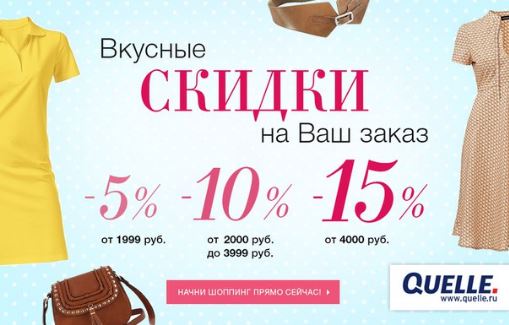 Вкусные
СКИДКИ
на Ваш заказ
-5% -10% -15%
от 1999 руб. от 2000 руб. от 4000 руб.
до 3999 руб.
НАЧНИ ШОППИНГ ПРЯМО СЕЙЧАС!
QUELLE.
www.quelle.ru